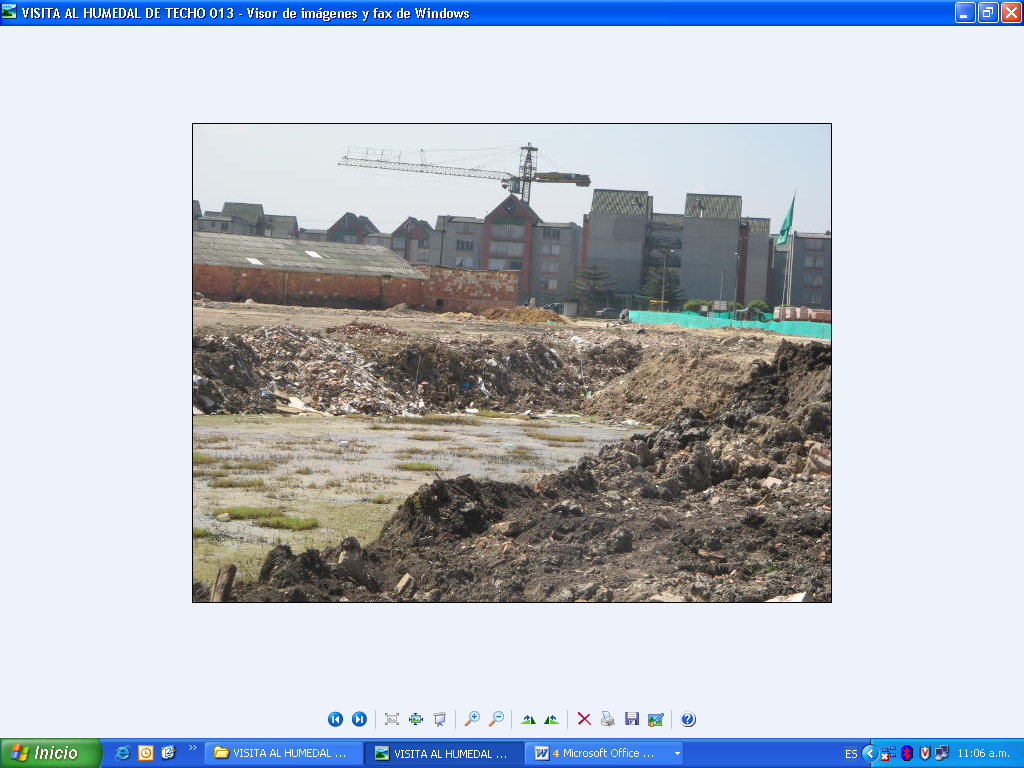 VISITA AL HUMEDAL DE TECHO 013 - Visor de imágenes y fax de Windows
Inicio
VISITA AL HUMEDAL ...
VISITA AL HUMEDAL ...
4 Microsoft Office ...
ES
11:06 a.m.